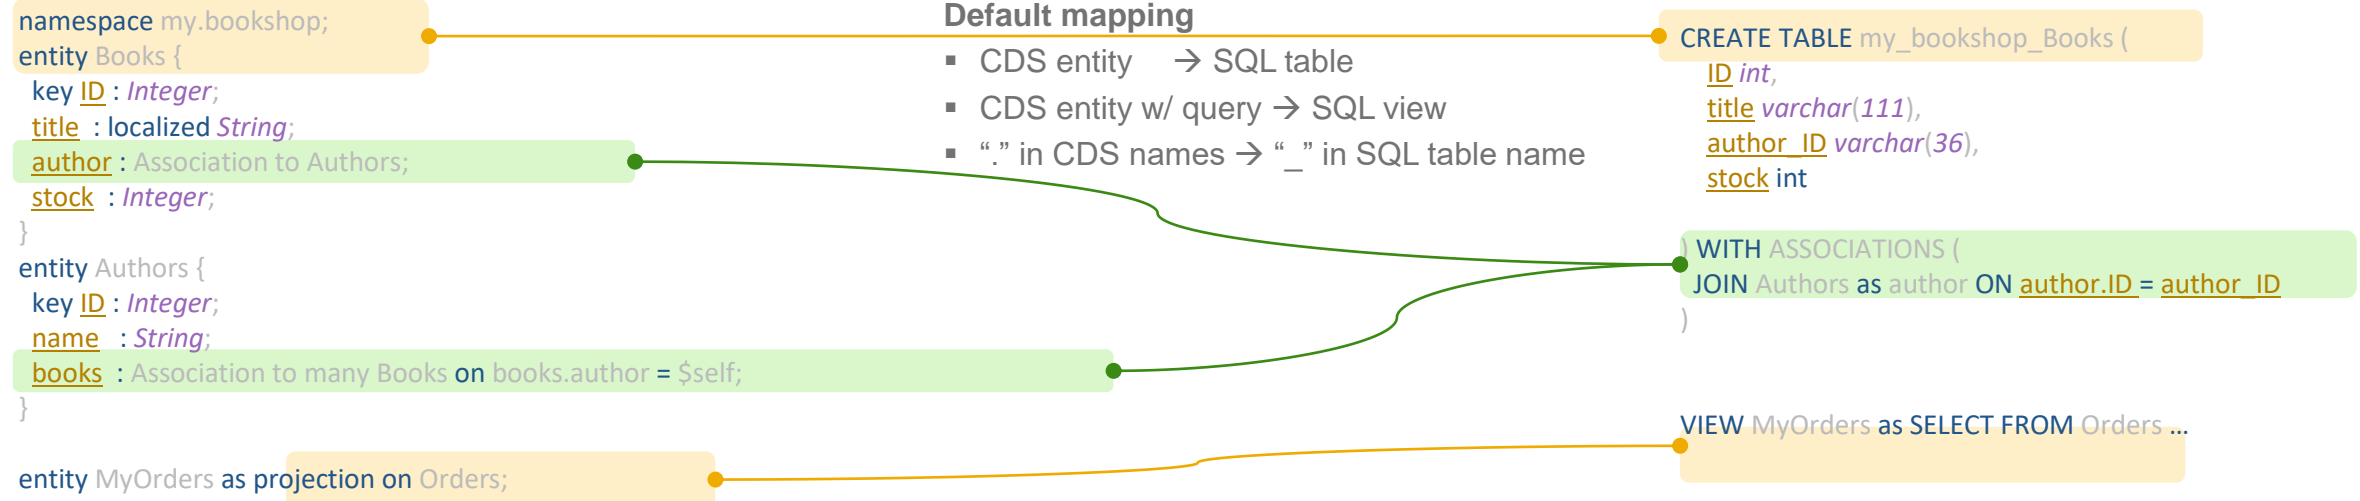 namespace my.bookshop;
entity Books {
key ID : Integer;
title : localized String;
author : Association to Authors;
stock : Integer;
}
entity Authors {
key ID : Integer;
name : String;
books : Association to many Books on books.author = $self;
}
entity MyOrders as projection on Orders;
Default mapping
▪ CDS entity → SQL table
▪ CDS entity w/ query → SQL view
▪ “.” in CDS names → “_” in SQL table name
CREATE TABLE my_bookshop_Books (
ID int,
title varchar(111),
author_ID varchar(36),
stock int
) WITH ASSOCIATIONS (
JOIN Authors as author ON author.ID = author_ID
)
VIEW MyOrders as SELECT FROM Orders ...